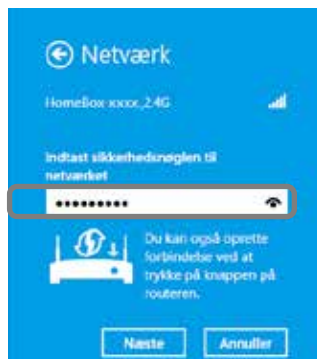 Netværk
HomeBox xxxx_2.4G
Indtast sikkerhedsnøglen til
netværket
•••••••••
Du kan også oprette
forbindelse ved at
trykke på knappen på
routeren.
Næste Annuller